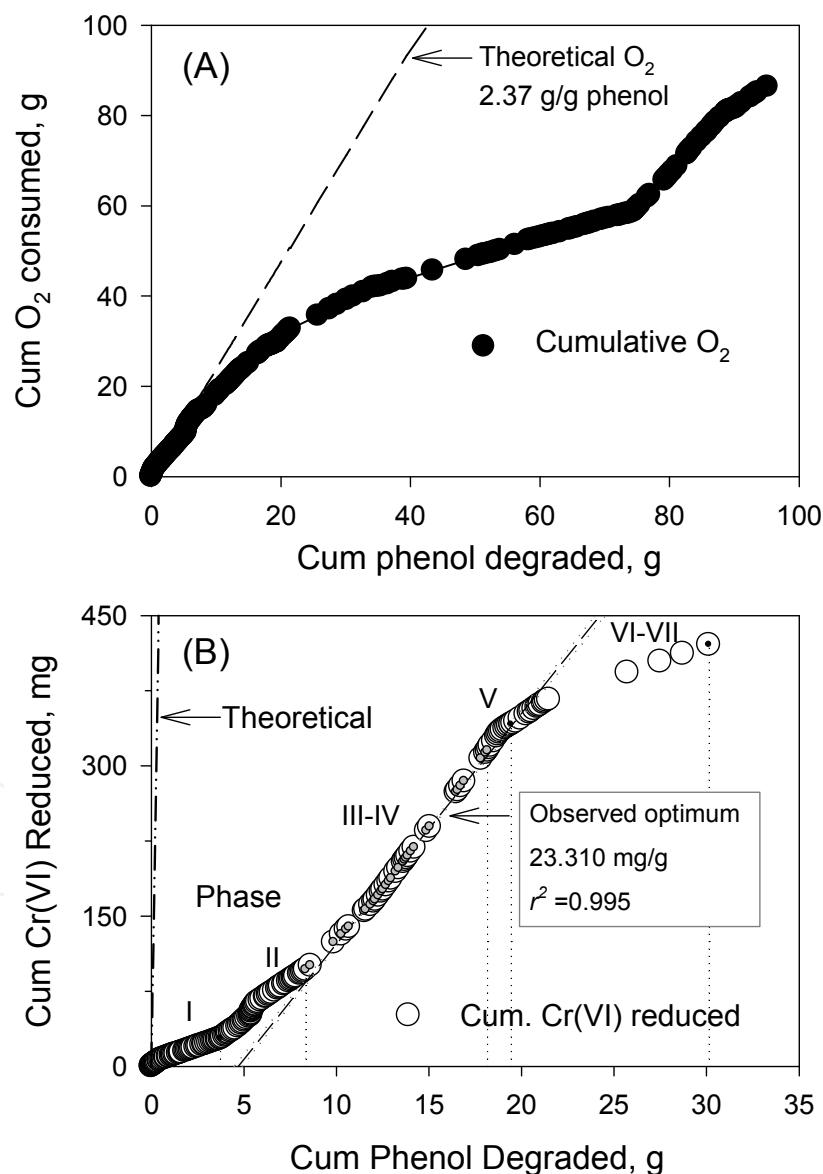 (A)
Theoretical O₂
2.37 g/g phenol
Cumulative O₂
Cum O₂ consumed, g
100
80
60
40
20
0
0 20 40 60 80 100
Cum phenol degraded, g
(B)
VI-VII
V
Theoretical
III-IV
Observed optimum
23.310 mg/g
r² =0.995
Phase
II
I
Cum. Cr(VI) reduced
Cum Cr(VI) Reduced, mg
450
300
150
0
0 5 10 15 20 25 30 35
Cum Phenol Degraded, g